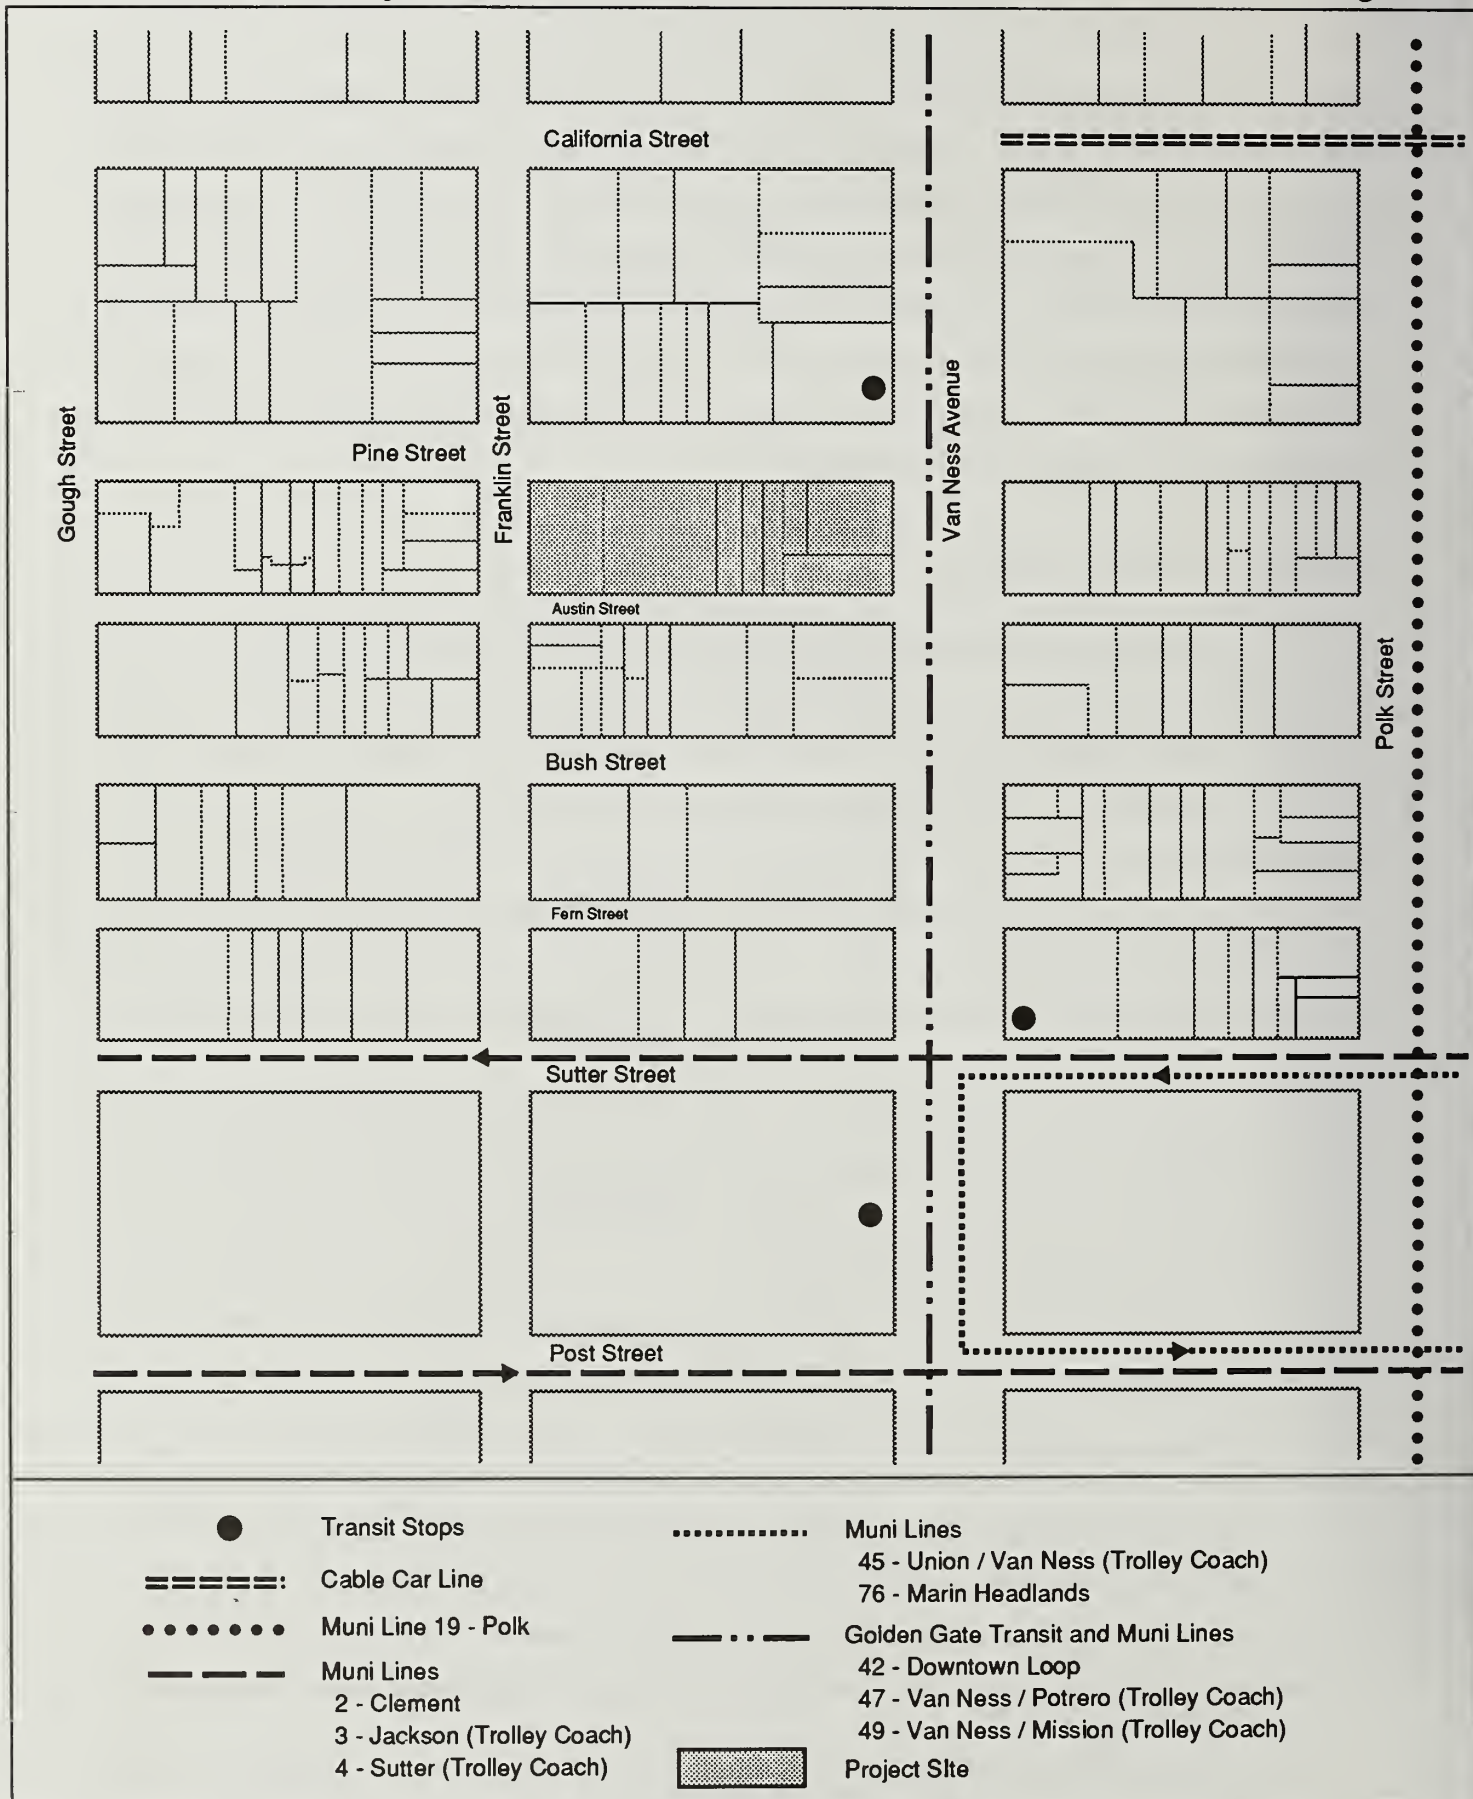 California Street
Gough Street
Pine Street
Franklin Street
Van Ness Avenue
Austin Street
Polk Street
Bush Street
Fern Street
Sutter Street
Post Street
Transit Stops
Cable Car Line
Muni Line 19 - Polk
Muni Lines
2 - Clement
3 - Jackson (Trolley Coach)
4 - Sutter (Trolley Coach)
Muni Lines
45 - Union / Van Ness (Trolley Coach)
76 - Marin Headlands
Golden Gate Transit and Muni Lines
42 - Downtown Loop
47 - Van Ness / Potrero (Trolley Coach)
49 - Van Ness / Mission (Trolley Coach)
Project Site